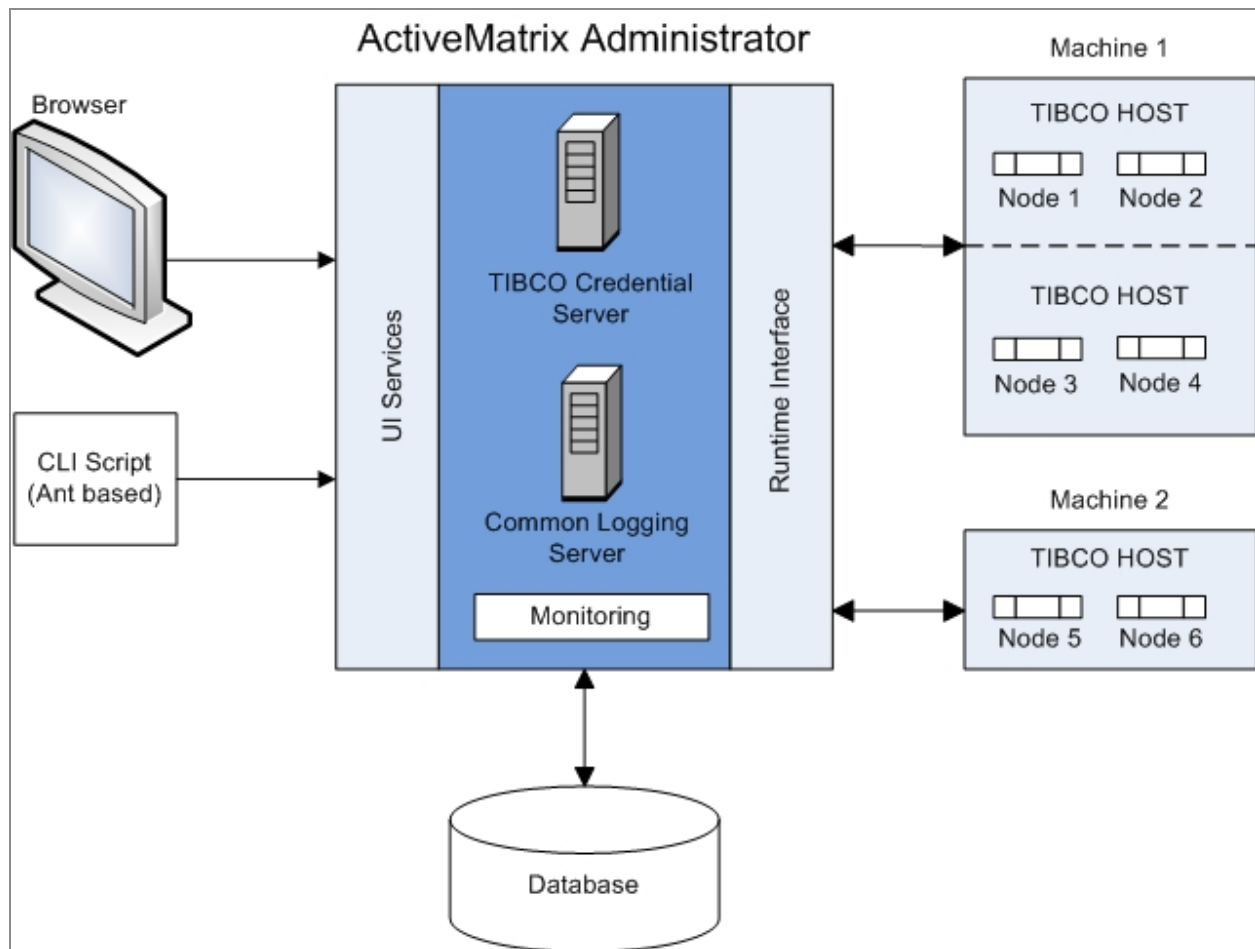 ActiveMatrix Administrator
Browser
CLI Script
(Ant based)
UI Services
TIBCO Credential
Server
Common Logging
Server
Monitoring
Runtime Interface
Machine 1
TIBCO HOST
Node 1
Node 2
TIBCO HOST
Node 3
Node 4
Machine 2
TIBCO HOST
Node 5
Node 6
Database